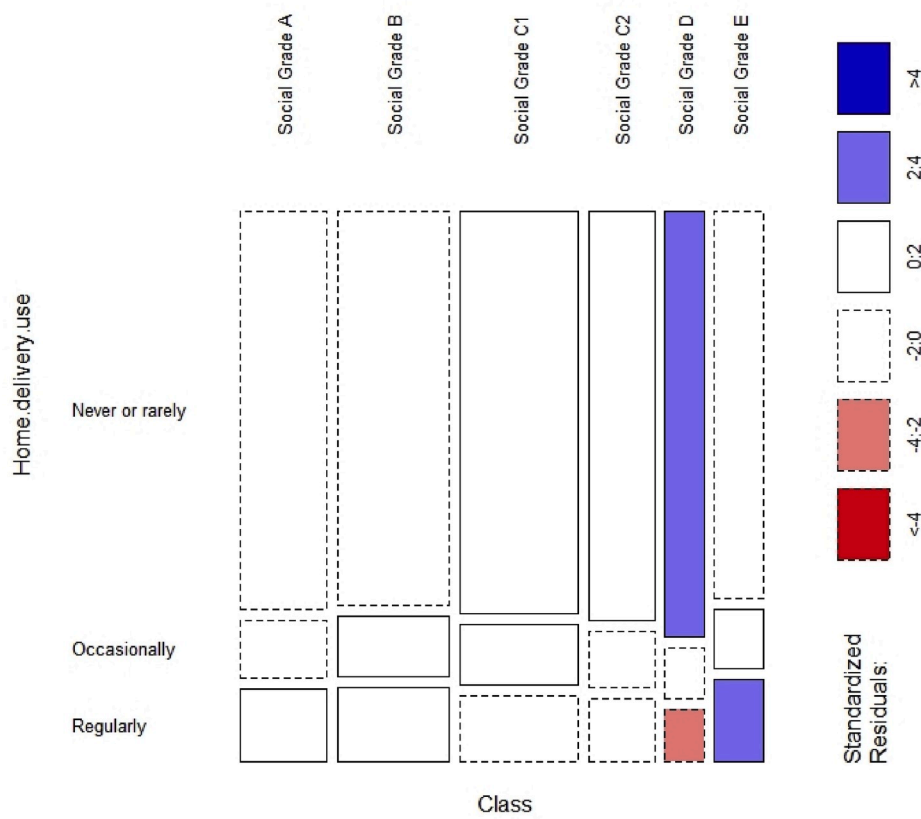 Social Grade A
Social Grade B
Social Grade C1
Social Grade C2
Social Grade D
Social Grade E
Home.delivery.use
Never or rarely
Occasionally
Regularly
Class
Standardized
Residuals:
<-4
-4:-2
-2:0
0:2
2:4
>4